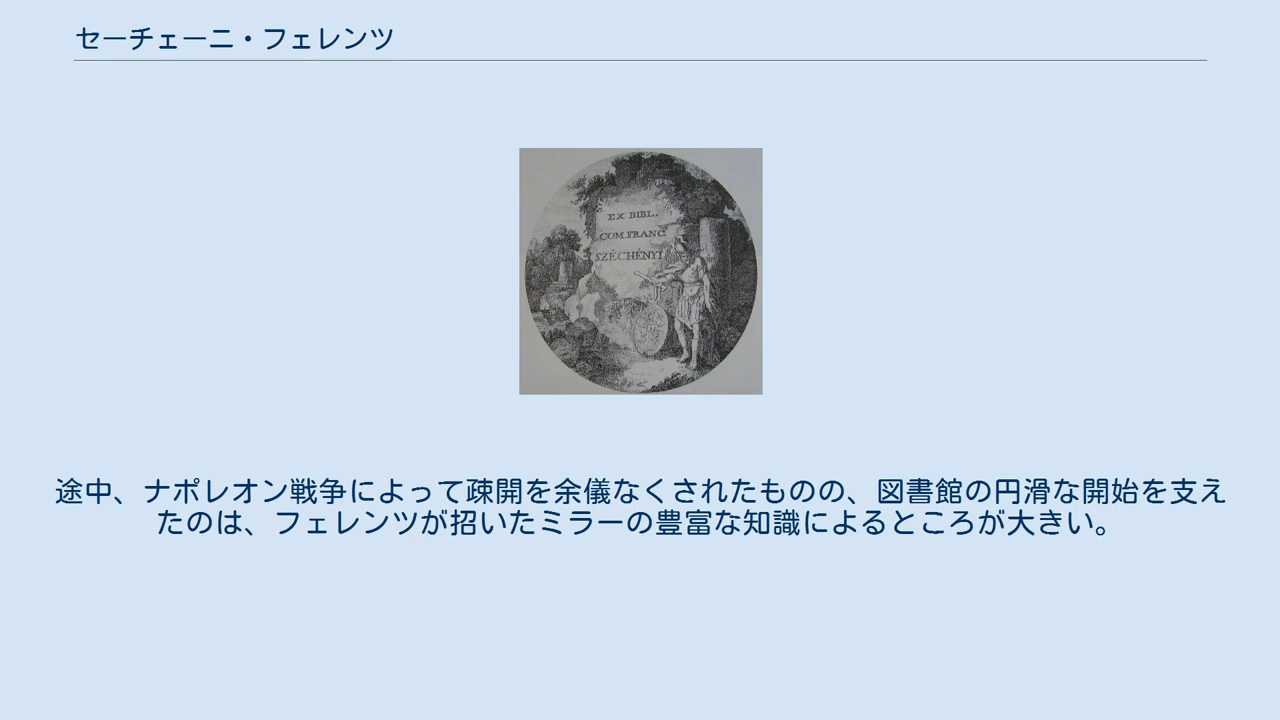 セーチェーニ・フェレンツ
EX BIBL.
COM.FRANC.
SZÉCHÉNYI
途中、ナポレオン戦争によって疎開を余儀なくされたものの、図書館の円滑な開始を支え
たのは、フェレンツが招いたミラーの豊富な知識によるところが大きい。